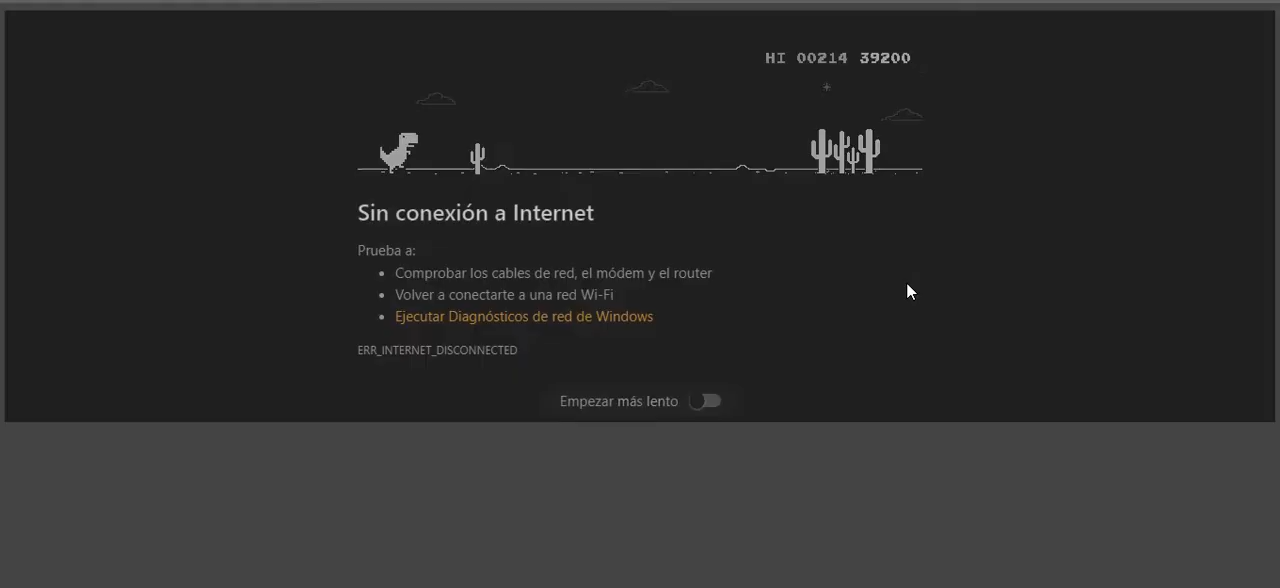 HI 00214 39200
Sin conexión a Internet
Prueba a:
Comprobar los cables de red, el módem y el router
Volver a conectarte a una red Wi-Fi
Ejecutar Diagnósticos de red de Windows
ERR_INTERNET_DISCONNECTED
Empezar más lento